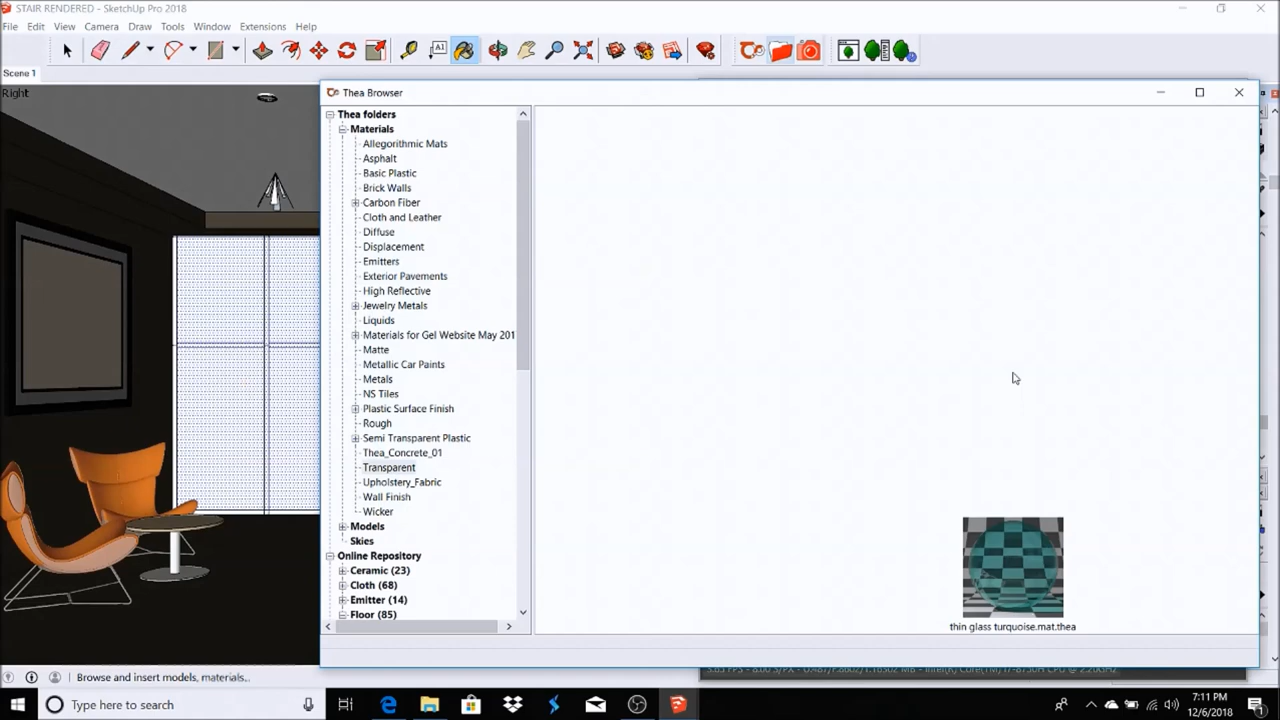 STAIR RENDERED - SketchUp Pro 2018
File Edit View Camera Draw Tools Window Extensions Help
A1
Scene 1
Right
Thea Browser
Thea folders
Materials
Allegorithmic Mats
Asphalt
Basic Plastic
Brick Walls
Carbon Fiber
Cloth and Leather
Diffuse
Displacement
Emitters
Exterior Pavements
High Reflective
Jewelry Metals
Liquids
Materials for Gel Website May 201
Matte
Metallic Car Paints
Metals
NS Tiles
Plastic Surface Finish
Rough
Semi Transparent Plastic
Thea_Concrete_01
Transparent
Upholstery_Fabric
Wall Finish
Wicker
Models
Skies
Online Repository
Ceramic (23)
Cloth (68)
Emitter (14)
Floor (85)
thin glass turquoise.mat.thea
Browse and insert models, materials...
Type here to search
7:11 PM
12/6/2018
1